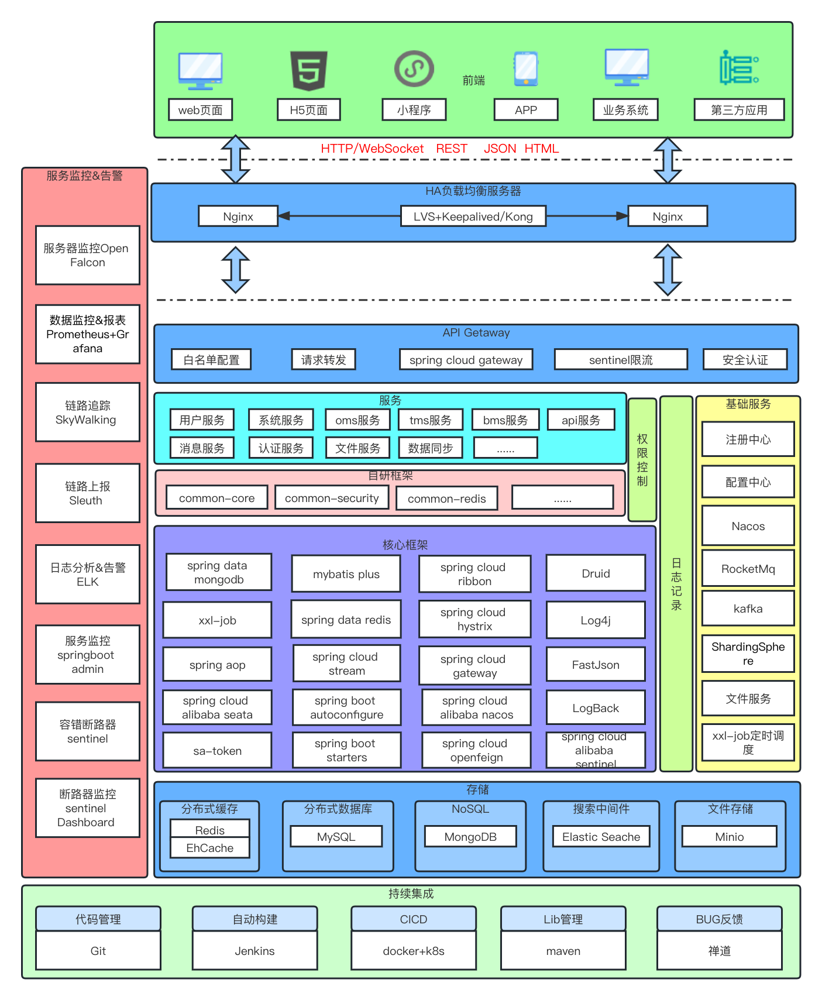 前端
web页面
H5页面
小程序
APP
业务系统
第三方应用
HTTP/WebSocket REST JSON HTML
服务监控&告警
服务器监控Open
Falcon
数据监控&报表
Prometheus+Gr
afana
链路追踪
SkyWalking
链路上报
Sleuth
日志分析&告警
ELK
服务监控
springboot
admin
容错断路器
sentinel
断路器监控
sentinel
Dashboard
HA负载均衡服务器
Nginx
LVS+Keepalived/Kong
Nginx
API Getaway
白名单配置
请求转发
spring cloud gateway
sentinel限流
安全认证
服务
用户服务
系统服务
oms服务
tms服务
bms服务
api服务
消息服务
认证服务
文件服务
数据同步
......
自研框架
common-core
common-security
common-redis
......
权
限
控
制
日
志
记
录
基础服务
注册中心
配置中心
Nacos
RocketMq
kafka
ShardingSphe
re
文件服务
xxl-job定时调
度
核心框架
spring data
mongodb
mybatis plus
spring cloud
ribbon
Druid
xxl-job
spring data redis
spring cloud
hystrix
Log4j
spring aop
spring cloud
stream
spring cloud
gateway
FastJson
spring cloud
alibaba seata
spring boot
autoconfigure
spring cloud
alibaba nacos
LogBack
sa-token
spring boot
starters
spring cloud
openfeign
spring cloud
alibaba
sentinel
存储
分布式缓存
Redis
EhCache
分布式数据库
MySQL
NoSQL
MongoDB
搜索中间件
Elastic Seache
文件存储
Minio
持续集成
代码管理
Git
自动构建
Jenkins
CICD
docker+k8s
Lib管理
maven
BUG反馈
禅道